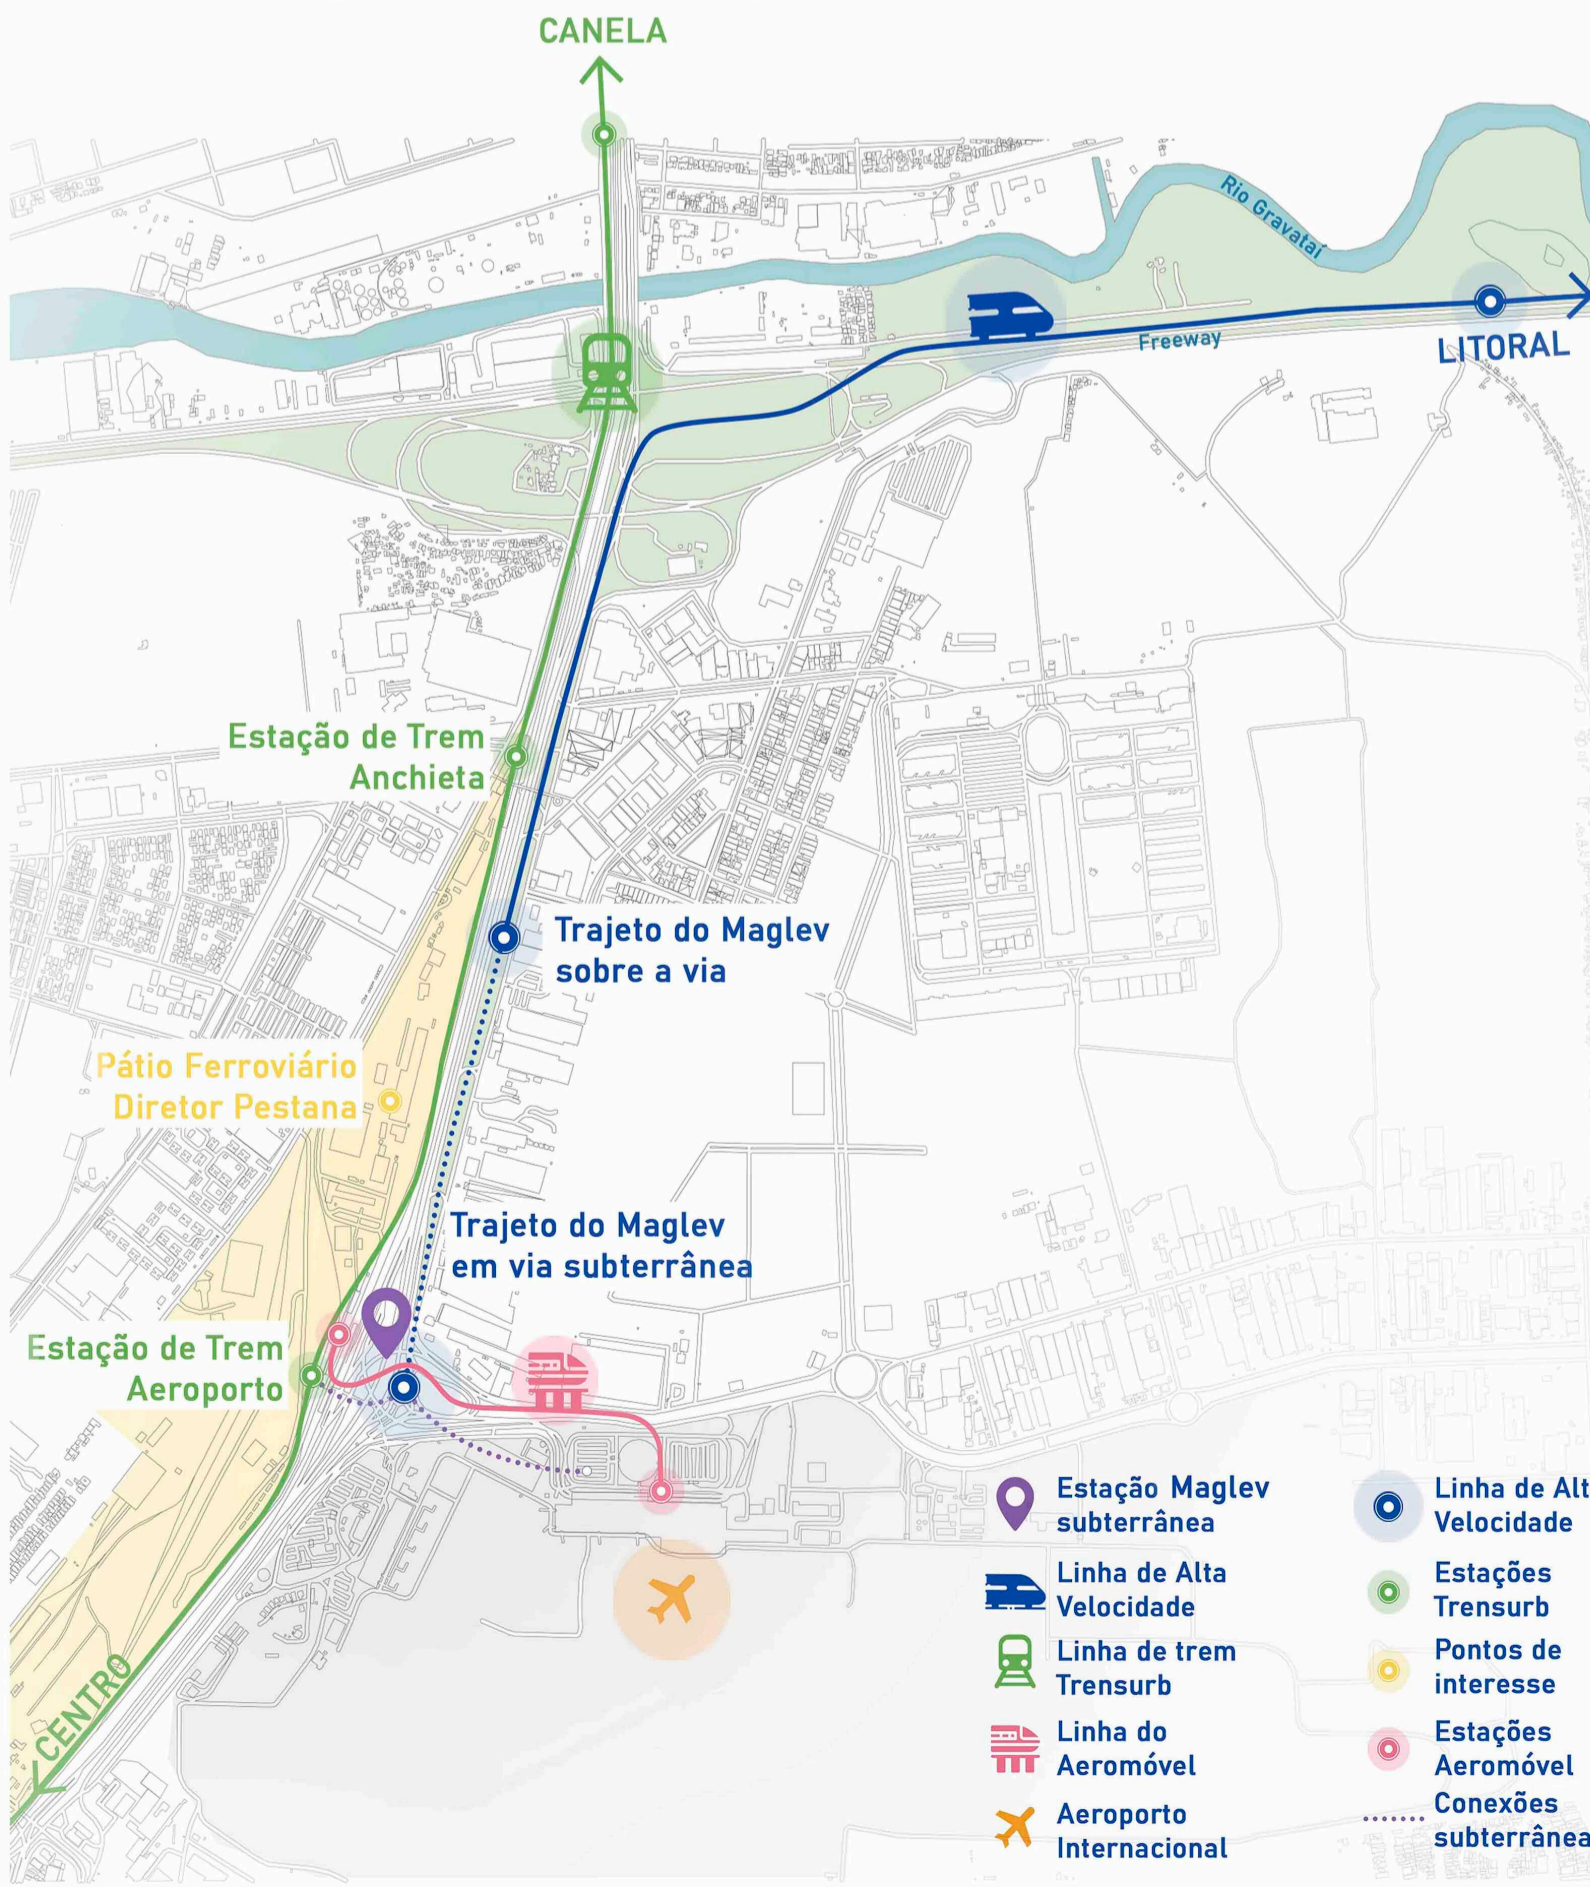 CANELA
Rio Gravataí
Freeway
LITORAL
Estação de Trem
Anchieta
Trajeto do Maglev
sobre a via
Pátio Ferroviário
Diretor Pestana
Trajeto do Maglev
em via subterrânea
Estação de Trem
Aeroporto
CENTRO
Estação Maglev
subterrânea
Linha de Alta
Velocidade
Linha de trem
Trensurb
Linha do
Aeromóvel
Aeroporto
Internacional
Linha de Alt
Velocidade
Estações
Trensurb
Pontos de
interesse
Estações
Aeromóvel
Conexões
subterrânea